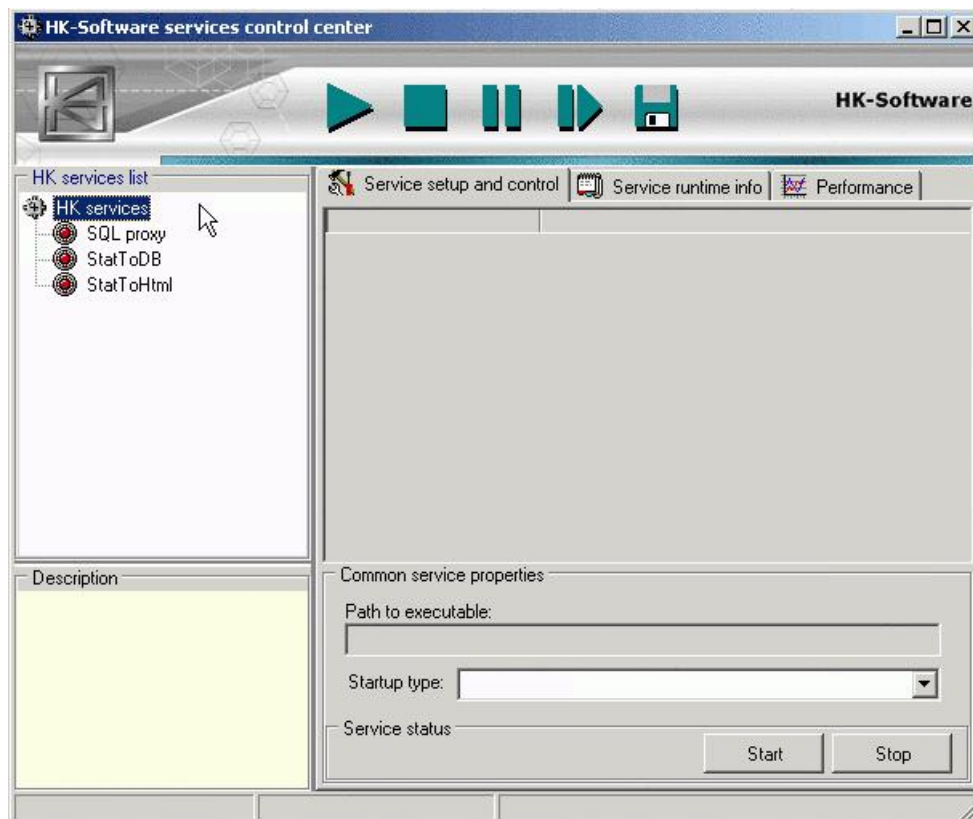 HK-Software services control center
HK-Software
HK services list
HK services
SQL proxy
StatToDB
StatToHtml
Service setup and control
Service runtime info
Performance
Description
Common service properties
Path to executable:
Startup type:
Service status
Start
Stop